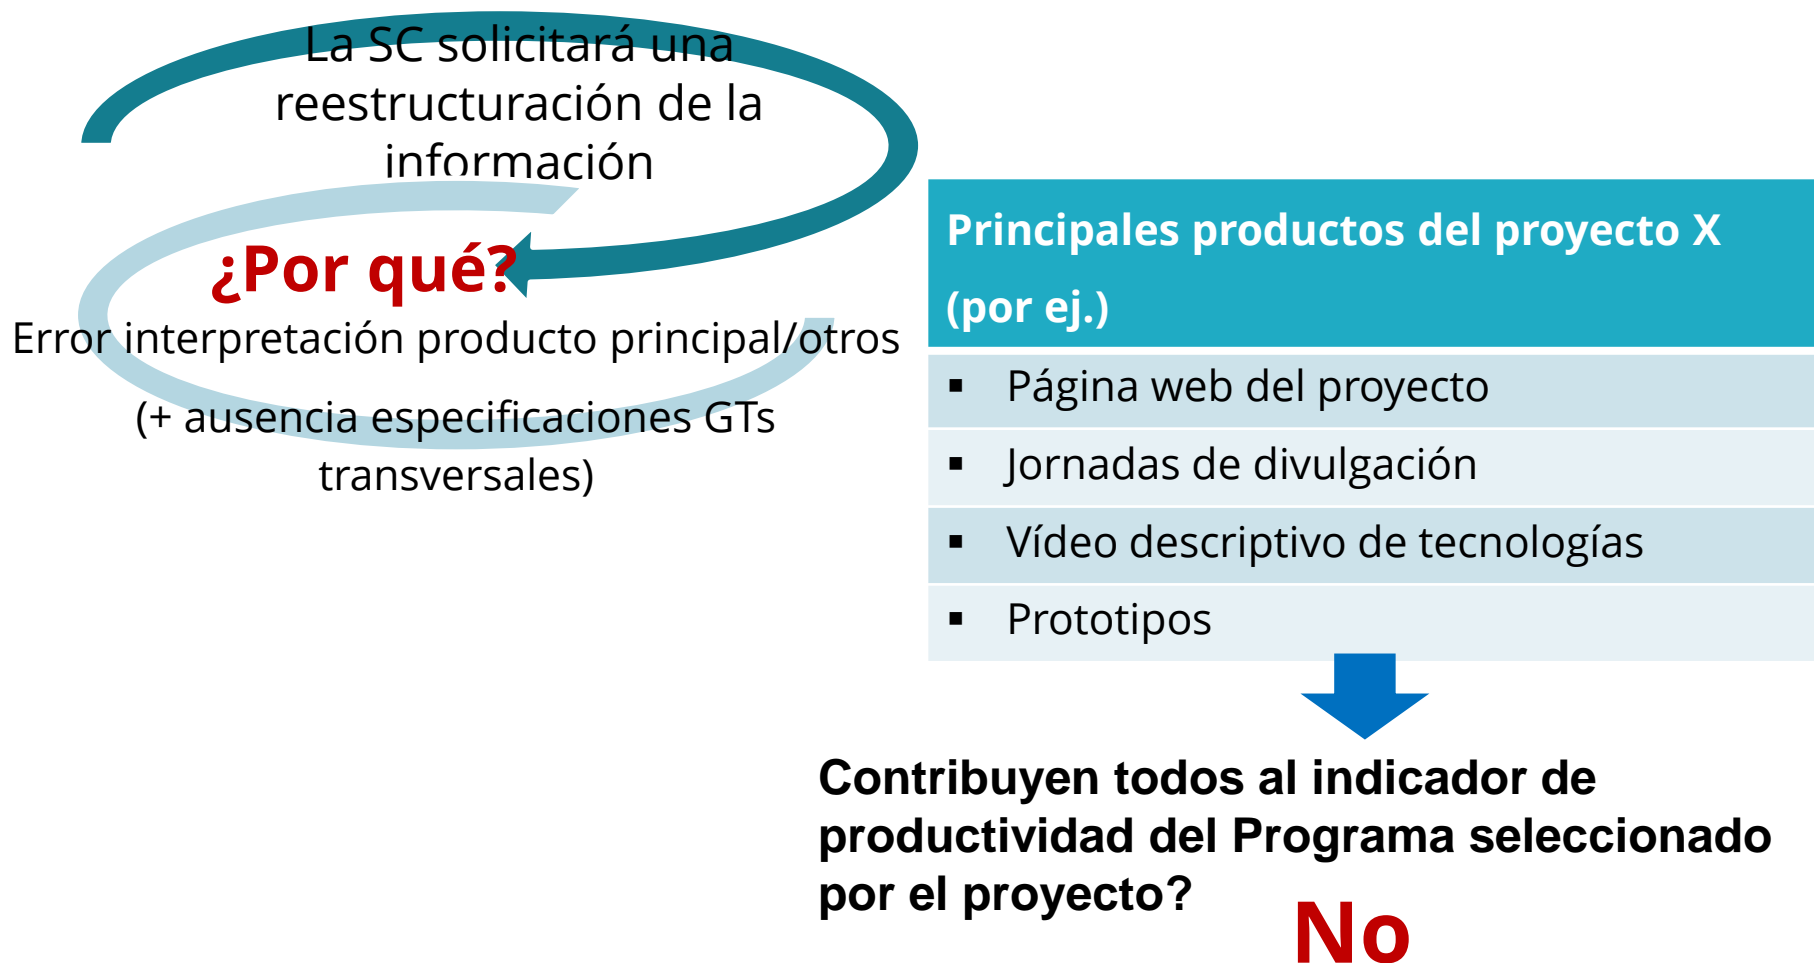 La SC solicitará una
reestructuración de la
información
¿Por qué?
Error interpretación producto principal/otros
(+ ausencia especificaciones GTs
transversales)
Principales productos del proyecto X
(por ej.)
▪ Página web del proyecto
▪ Jornadas de divulgación
▪ Vídeo descriptivo de tecnologías
▪ Prototipos
Contribuyen todos al indicador de
productividad del Programa seleccionado
por el proyecto?
No